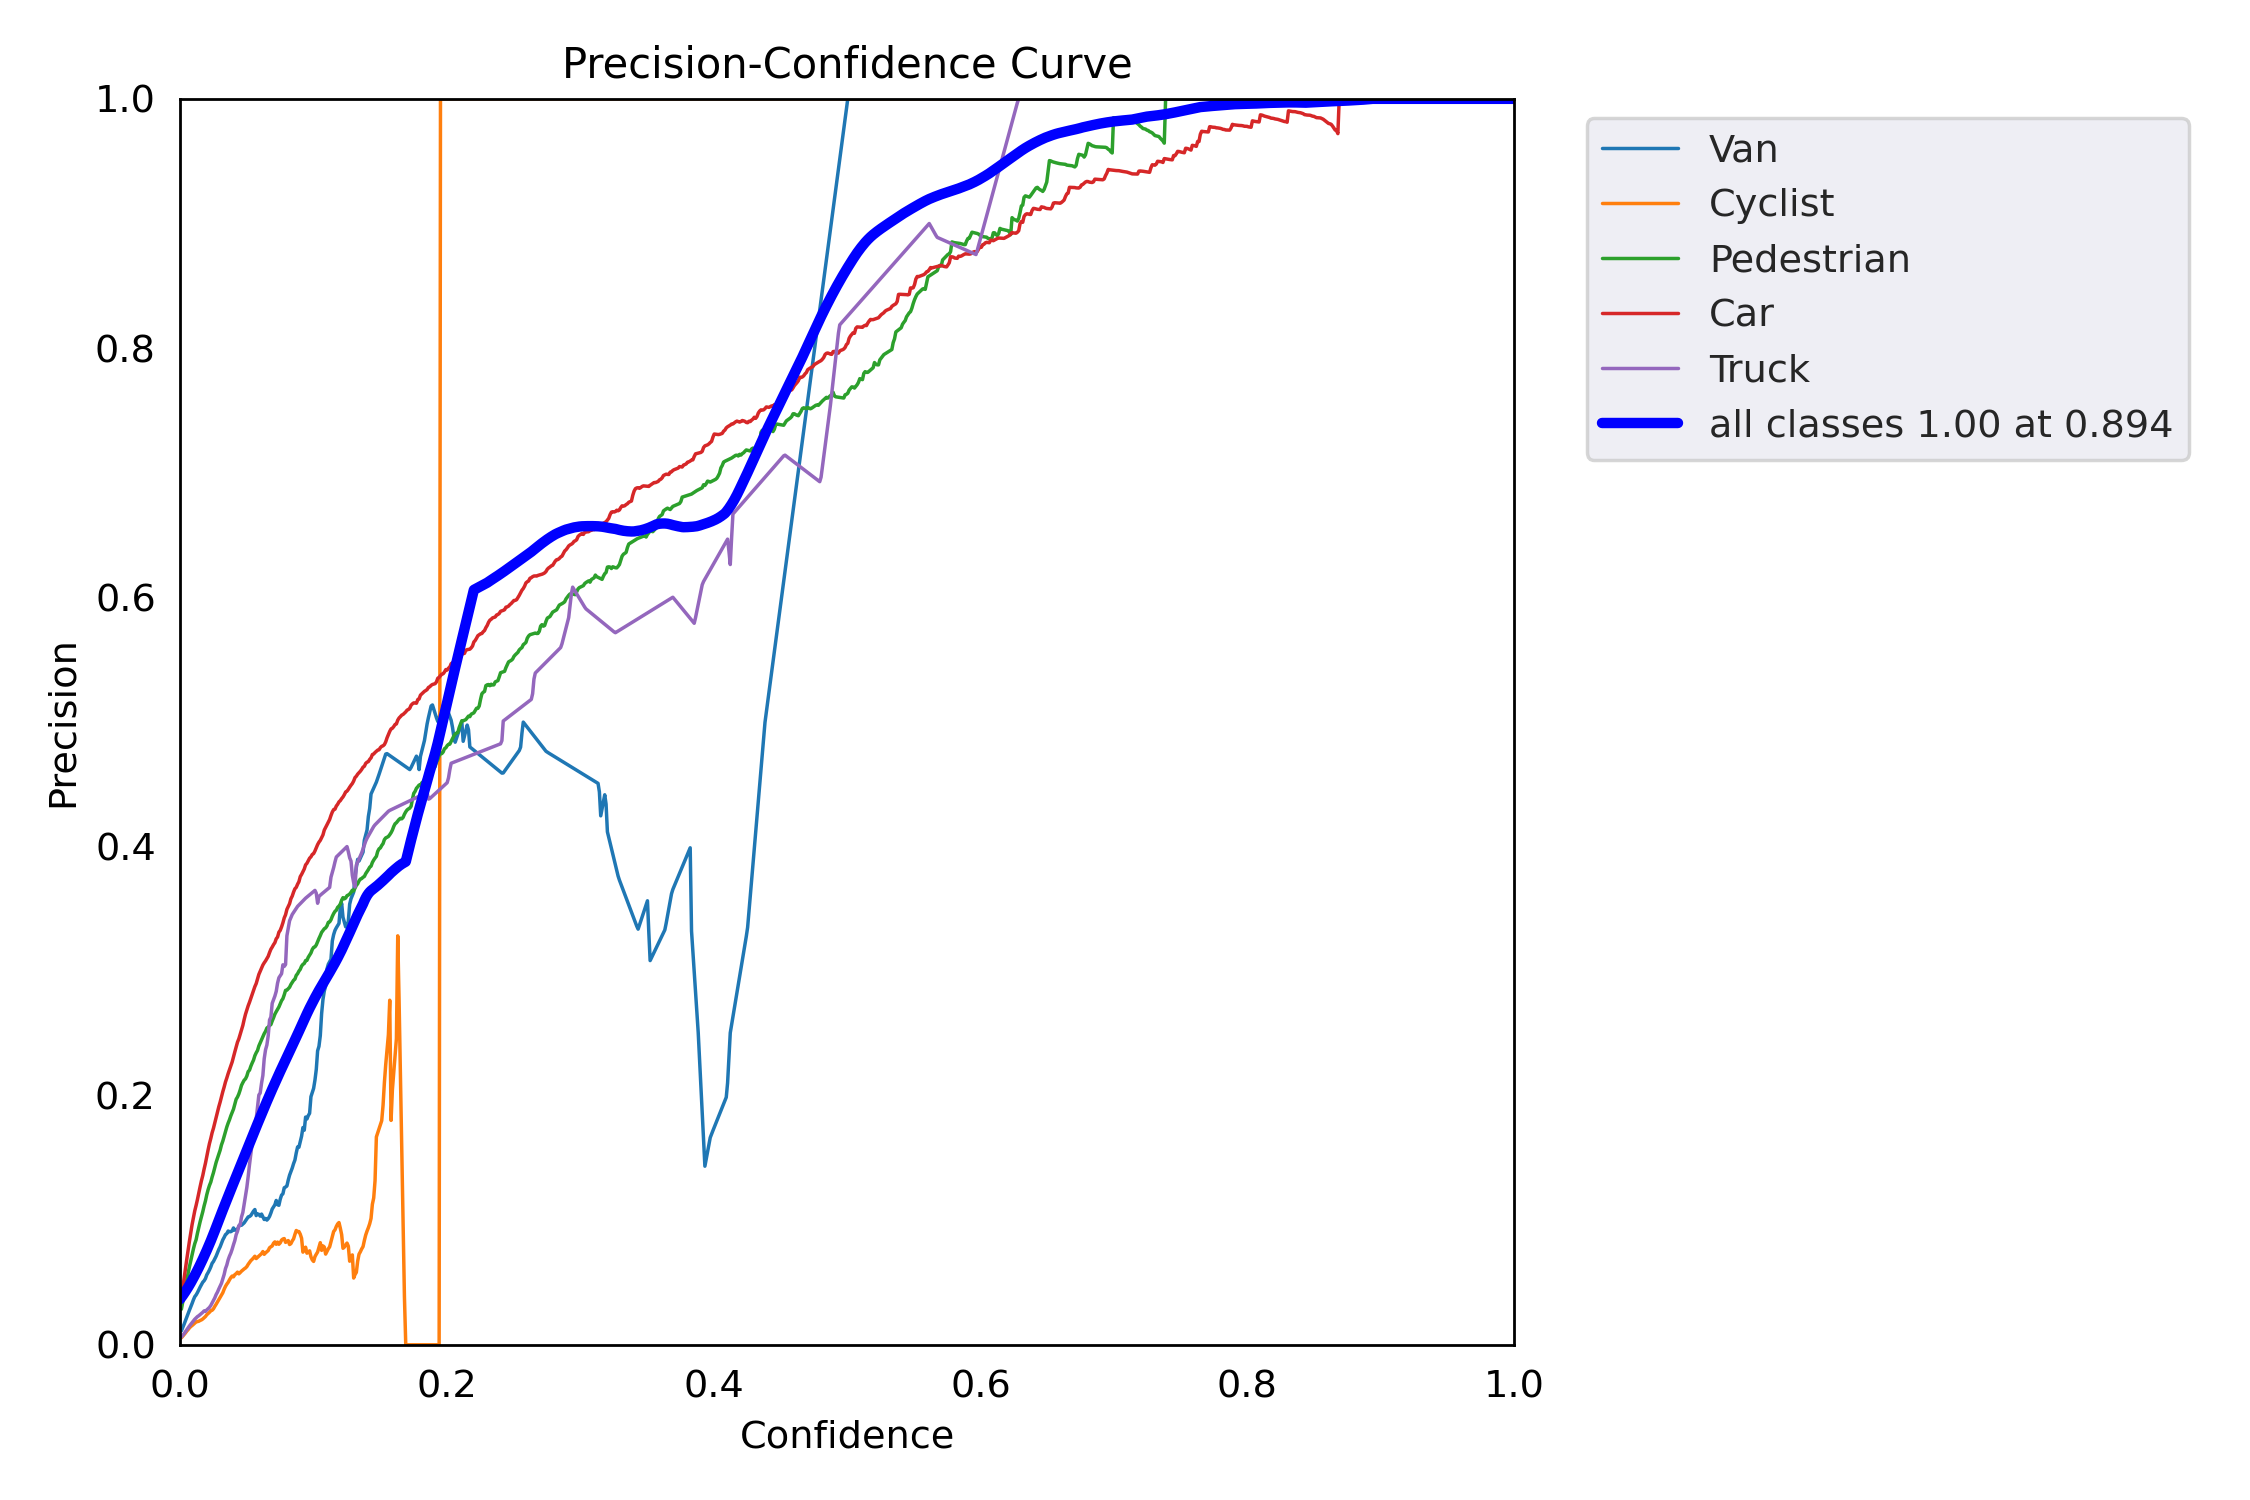 Precision-Confidence Curve
1.0
0.8
0.6
0.4
0.2
0.0
Precision
0.0 0.2 0.4 0.6 0.8 1.0
Confidence
Van
Cyclist
Pedestrian
Car
Truck
all classes 1.00 at 0.894